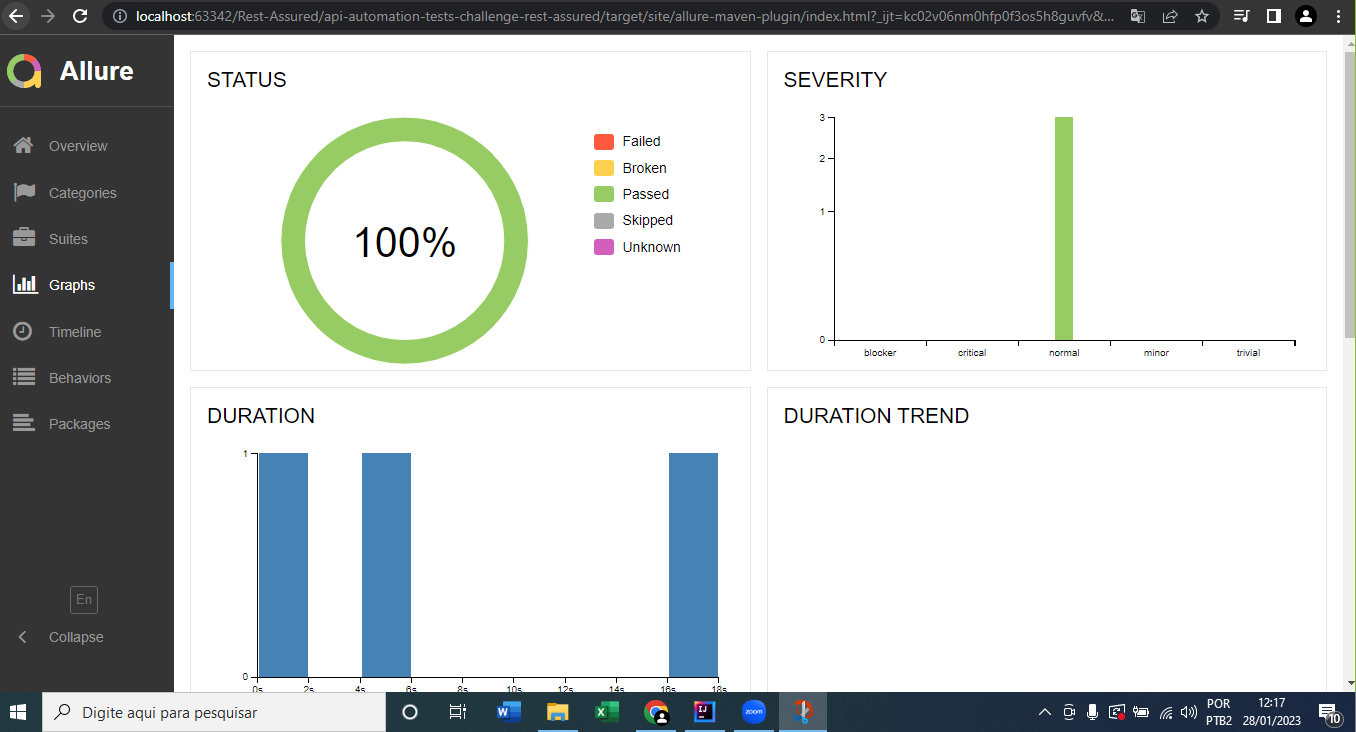 localhost:63342/Rest-Assured/api-automation-tests-challenge-rest-assured/target/site/allure-maven-plugin/index.html?_ijt=kc02v06nm0hfp0f3os5h8guvfv&...
Allure
Overview
Categories
Suites
Graphs
Timeline
Behaviors
Packages
En
Collapse
STATUS
100%
Failed
Broken
Passed
Skipped
Unknown
SEVERITY
3
2
1
0
blocker critical normal minor trivial
DURATION
1
0
0s 2s 4s 6s 8s 10s 12s 14s 16s 18s
DURATION TREND
Digite aqui para pesquisar
zoom
POR
PTB2
12:17
28/01/2023
10